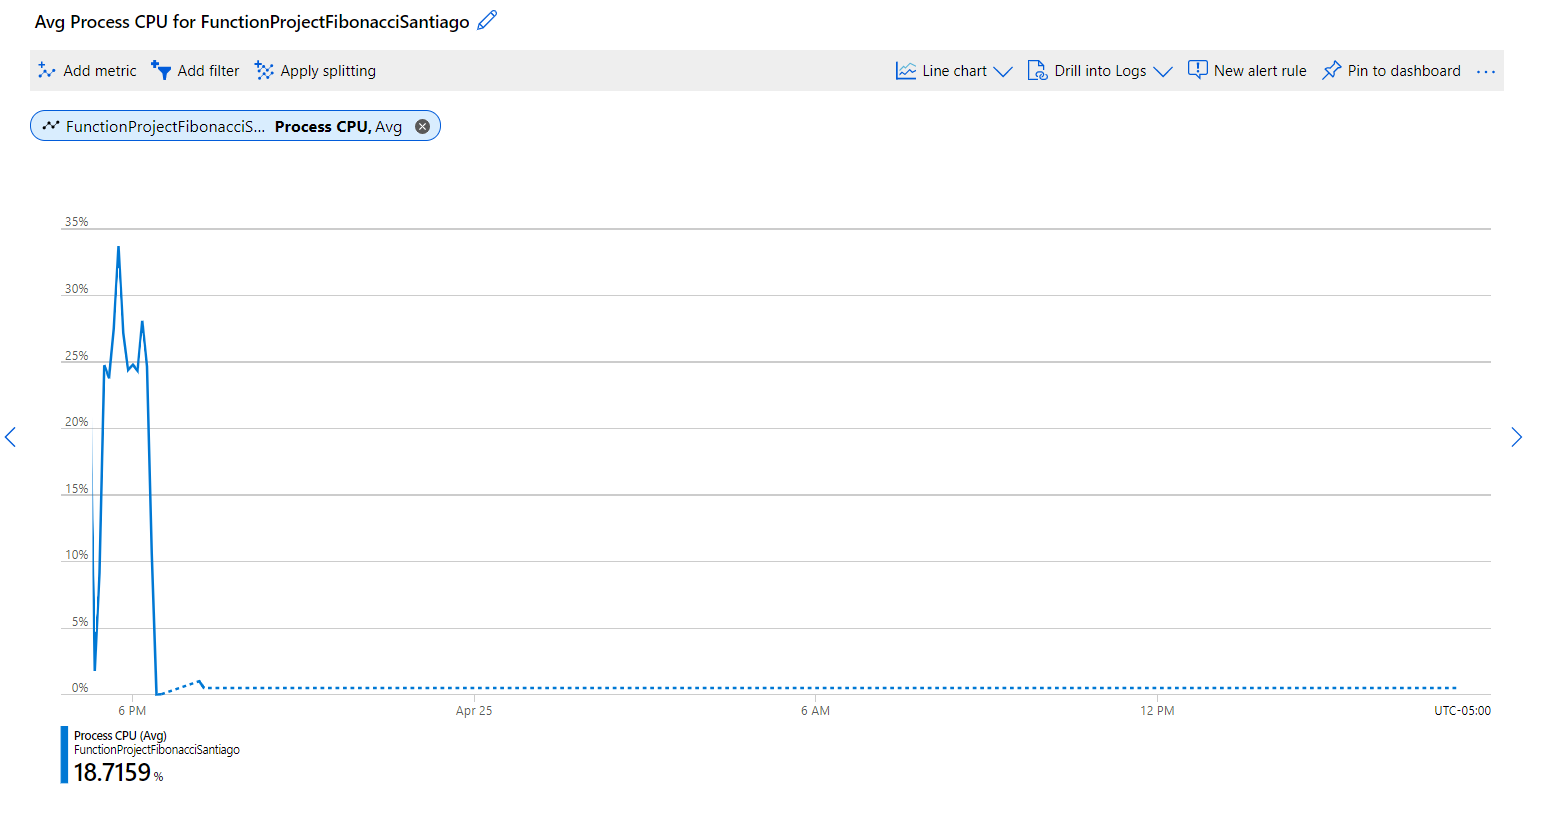 Avg Process CPU for FunctionProjectFibonacciSantiago
Add metric Add filter Apply splitting Line chart Drill into Logs New alert rule Pin to dashboard ...
FunctionProjectFibonacciS... Process CPU, Avg
35%
30%
25%
20%
15%
10%
5%
0%
6 PM Apr 25 6 AM 12 PM UTC-05:00
Process CPU (Avg)
FunctionProjectFibonacciSantiago
18.7159 %